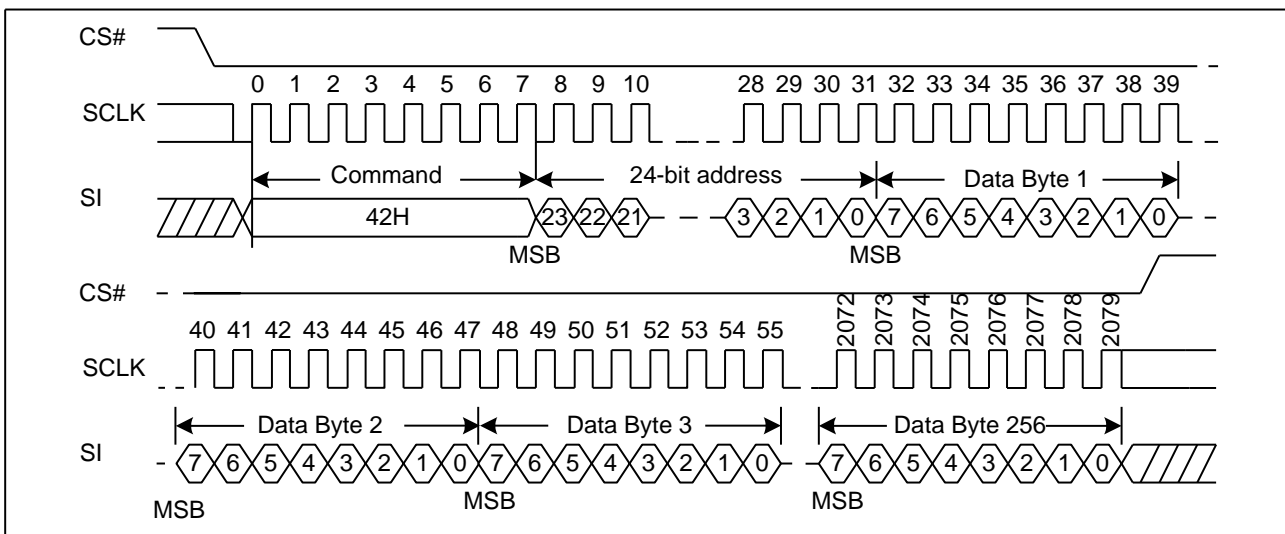 CS#
0 1 2 3 4 5 6 7 8 9 10 28 29 30 31 32 33 34 35 36 37 38 39
SCLK
Command 24-bit address Data Byte 1
SI
42H 23 22 21 3 2 1 0 7 6 5 4 3 2 1 0
MSB MSB
CS#
40 41 42 43 44 45 46 47 48 49 50 51 52 53 54 55 2072 2073 2074 2075 2076 2077 2078 2079
SCLK
Data Byte 2 Data Byte 3 Data Byte 256
SI
7 6 5 4 3 2 1 0 7 6 5 4 3 2 1 0 7 6 5 4 3 2 1 0
MSB MSB MSB